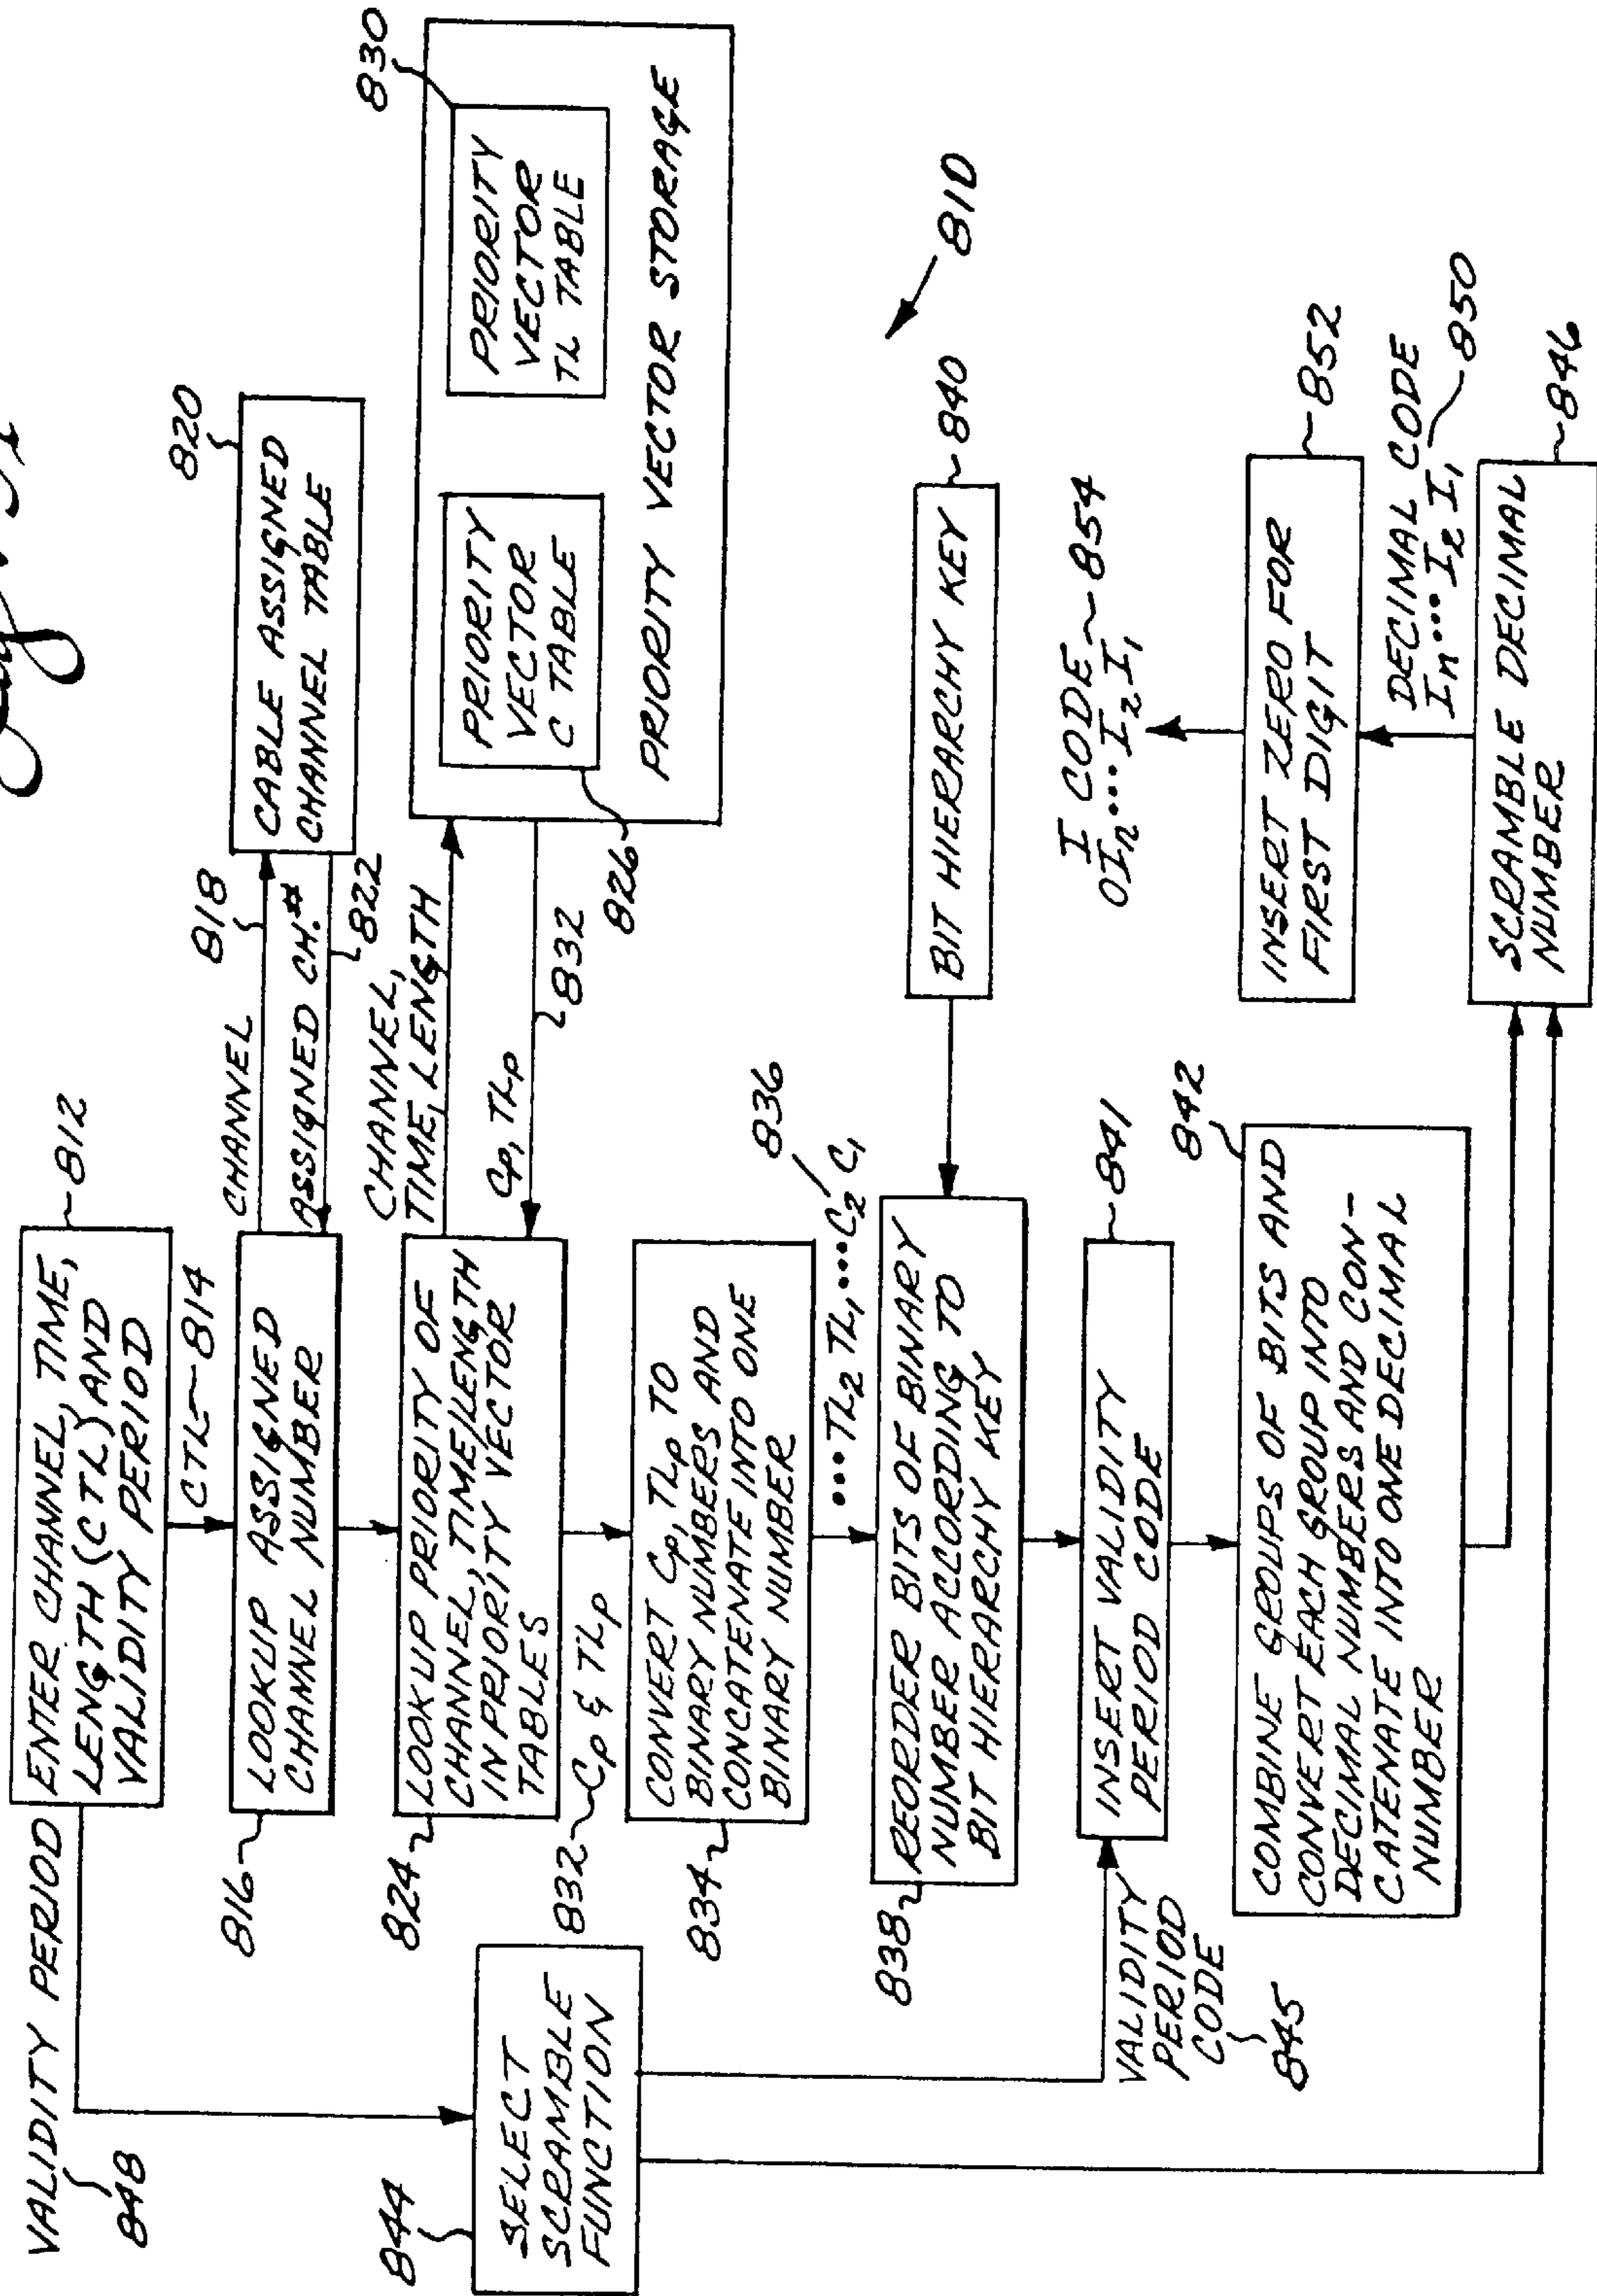 VALIDITY PERIOD
848
ENTER CHANNEL, TIME,
LENGTH (CTL) AND
VALIDITY PERIOD
812
CTL 814
LOOKUP ASSIGNED
CHANNEL NUMBER
816
CHANNEL
818
ASSIGNED CH.#
822
CABLE ASSIGNED
CHANNEL TABLE
820
LOOKUP PRIORITY OF
CHANNEL, TIME/LENGTH
IN PRIORITY VECTOR
TABLES
824
CHANNEL,
TIME, LENGTH
Cp, TLp
832
PRIORITY
VECTOR
C TABLE
826
PRIORITY
VECTOR
TL TABLE
830
PRIORITY VECTOR STORAGE
832 Cp & TLp
SELECT
SCRAMBLE
FUNCTION
844
CONVERT Cp, TLp TO
BINARY NUMBERS AND
CONCATENATE INTO ONE
BINARY NUMBER
834
•••TL2 TL1•••C2 C1
836
810
REORDER BITS OF BINARY
NUMBER ACCORDING TO
BIT HIERARCHY KEY
838
BIT HIERARCHY KEY
840
INSERT VALIDITY
PERIOD CODE
841
VALIDITY
PERIOD
CODE
845
I CODE 854
OIn•••I2I1
COMBINE GROUPS OF BITS AND
CONVERT EACH GROUP INTO
DECIMAL NUMBERS AND CON-
CATENATE INTO ONE DECIMAL
NUMBER
842
INSERT ZERO FOR
FIRST DIGIT
852
DECIMAL CODE
In•••I2 I1
850
SCRAMBLE DECIMAL
NUMBER
846